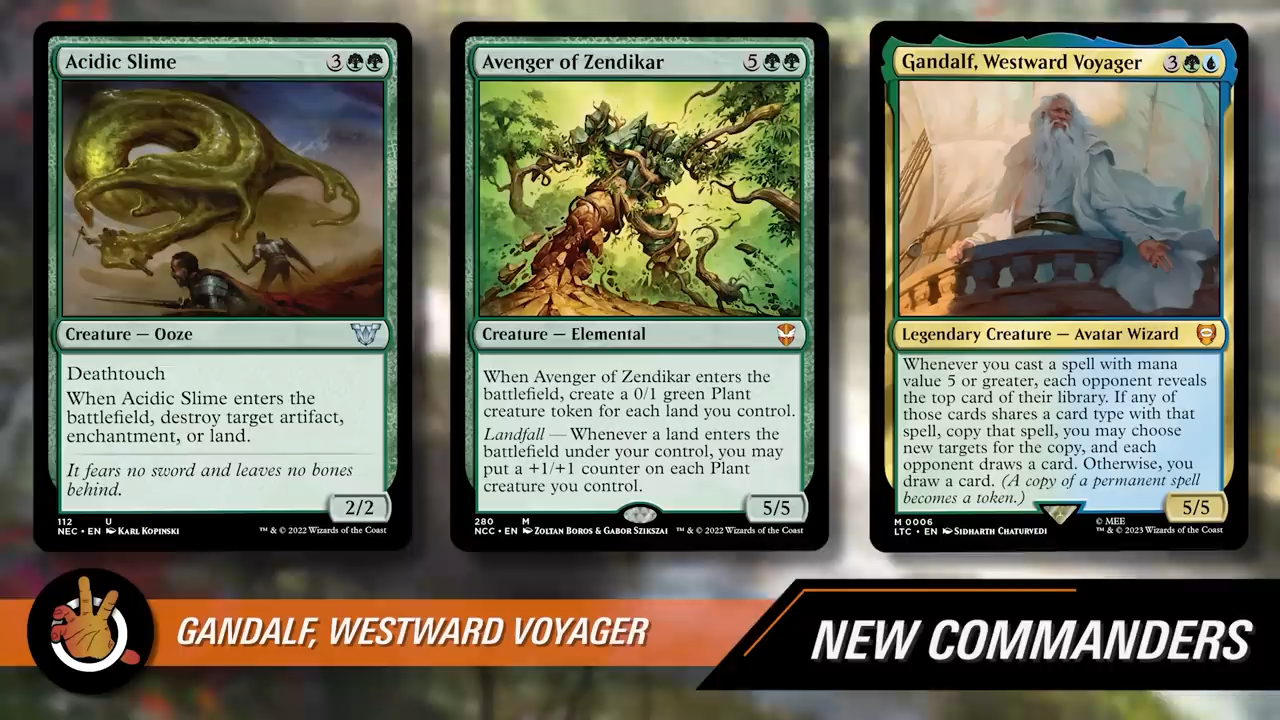 Acidic Slime 3
Creature — Ooze
Deathtouch
When Acidic Slime enters the
battlefield, destroy target artifact,
enchantment, or land.
It fears no sword and leaves no bones
behind.
2/2
112 U
NEC • EN KARL KOPINSKI ™ & © 2022 Wizards of the Coast
Avenger of Zendikar 5
Creature — Elemental
When Avenger of Zendikar enters the
battlefield, create a 0/1 green Plant
creature token for each land you control.
Landfall — Whenever a land enters the
battlefield under your control, you may
put a +1/+1 counter on each Plant
creature you control.
5/5
280 M
NCC • EN ZOLTAN BOROS & GABOR SZIKSZAI ™ & © 2022 Wizards of the Coast
Gandalf, Westward Voyager 3
Legendary Creature — Avatar Wizard
Whenever you cast a spell with mana
value 5 or greater, each opponent reveals
the top card of their library. If any of
those cards shares a card type with that
spell, copy that spell, you may choose
new targets for the copy, and each
opponent draws a card. Otherwise, you
draw a card. (A copy of a permanent spell
becomes a token.)
5/5
M 0006
LTC • EN SIDHARTH CHATURVEDI
© MEE
™ & © 2023 Wizards of the Coast
GANDALF, WESTWARD VOYAGER
NEW COMMANDERS